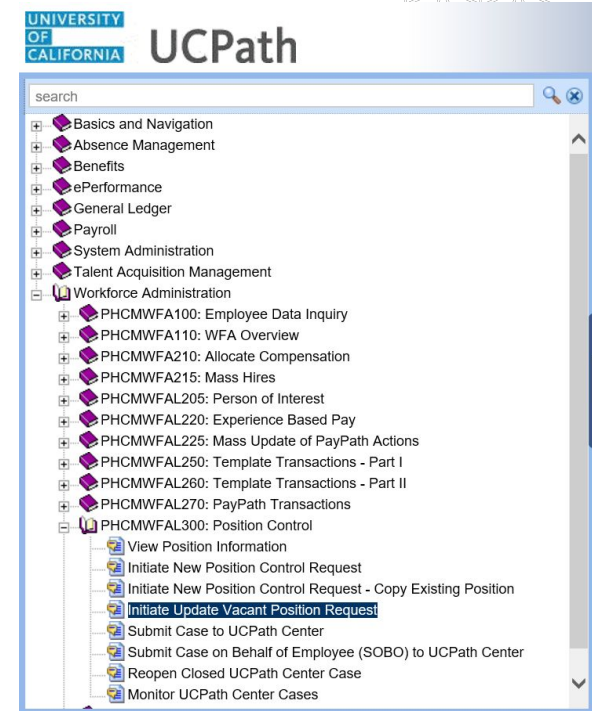 UNIVERSITY
OF
CALIFORNIA
UCPath
search
Basics and Navigation
Absence Management
Benefits
ePerformance
General Ledger
Payroll
System Administration
Talent Acquisition Management
Workforce Administration
PHCMWFA100: Employee Data Inquiry
PHCMWFA110: WFA Overview
PHCMWFA210: Allocate Compensation
PHCMWFA215: Mass Hires
PHCMWFAL205: Person of Interest
PHCMWFAL220: Experience Based Pay
PHCMWFAL225: Mass Update of PayPath Actions
PHCMWFAL250: Template Transactions - Part I
PHCMWFAL260: Template Transactions - Part II
PHCMWFAL270: PayPath Transactions
PHCMWFAL300: Position Control
View Position Information
Initiate New Position Control Request
Initiate New Position Control Request - Copy Existing Position
Initiate Update Vacant Position Request
Submit Case to UCPath Center
Submit Case on Behalf of Employee (SOBO) to UCPath Center
Reopen Closed UCPath Center Case
Monitor UCPath Center Cases